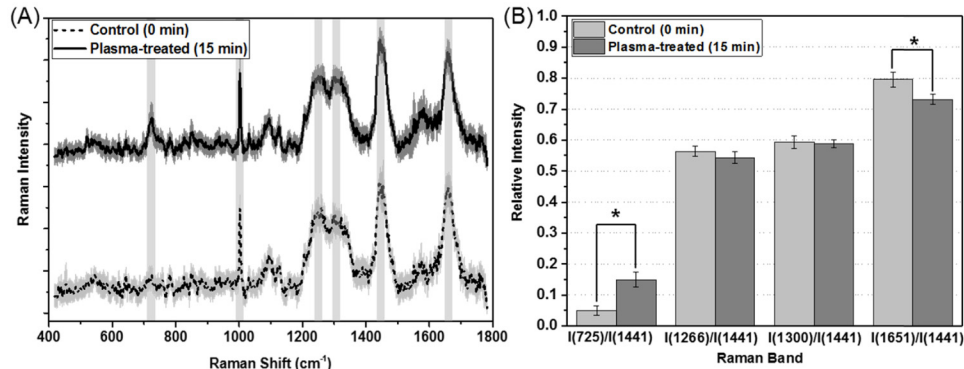 (A)
Control (0 min)
Plasma-treated (15 min)
Raman Intensity
400 600 800 1000 1200 1400 1600 1800
Raman Shift (cm-1)
(B)
Control (0 min)
Plasma-treated (15 min)
Relative Intensity
1.0
0.9
0.8
0.7
0.6
0.5
0.4
0.3
0.2
0.1
0.0
*
*
I(725)/I(1441) I(1266)/I(1441) I(1300)/I(1441) I(1651)/I(1441)
Raman Band